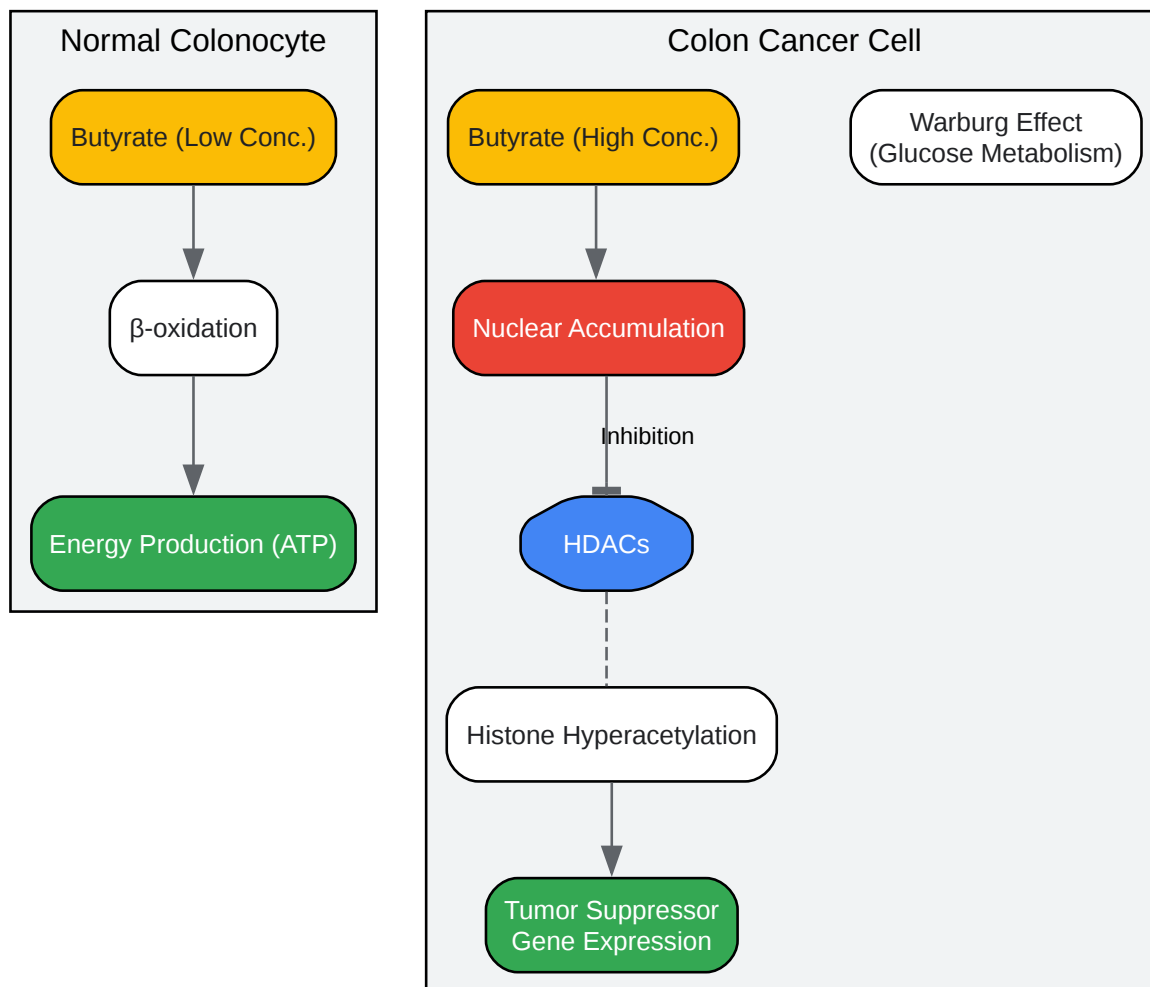 Normal Colonocyte
Butyrate (Low Conc.)
β-oxidation
Energy Production (ATP)
Colon Cancer Cell
Butyrate (High Conc.)
Warburg Effect
(Glucose Metabolism)
Nuclear Accumulation
Inhibition
HDACs
Histone Hyperacetylation
Tumor Suppressor
Gene Expression